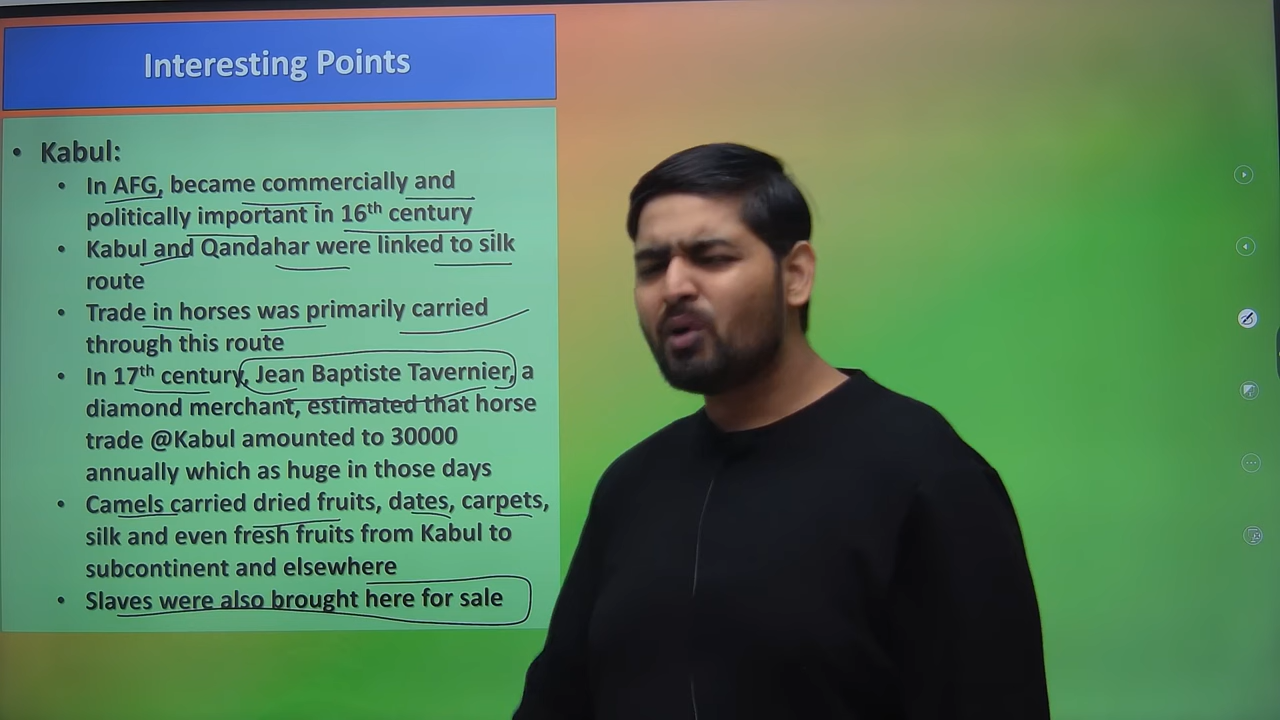 Interesting Points
• Kabul:
• In AFG, became commercially and
politically important in 16th century
• Kabul and Qandahar were linked to silk
route
• Trade in horses was primarily carried
through this route
• In 17th century, Jean Baptiste Tavernier, a
diamond merchant, estimated that horse
trade @Kabul amounted to 30000
annually which as huge in those days
• Camels carried dried fruits, dates, carpets,
silk and even fresh fruits from Kabul to
subcontinent and elsewhere
• Slaves were also brought here for sale